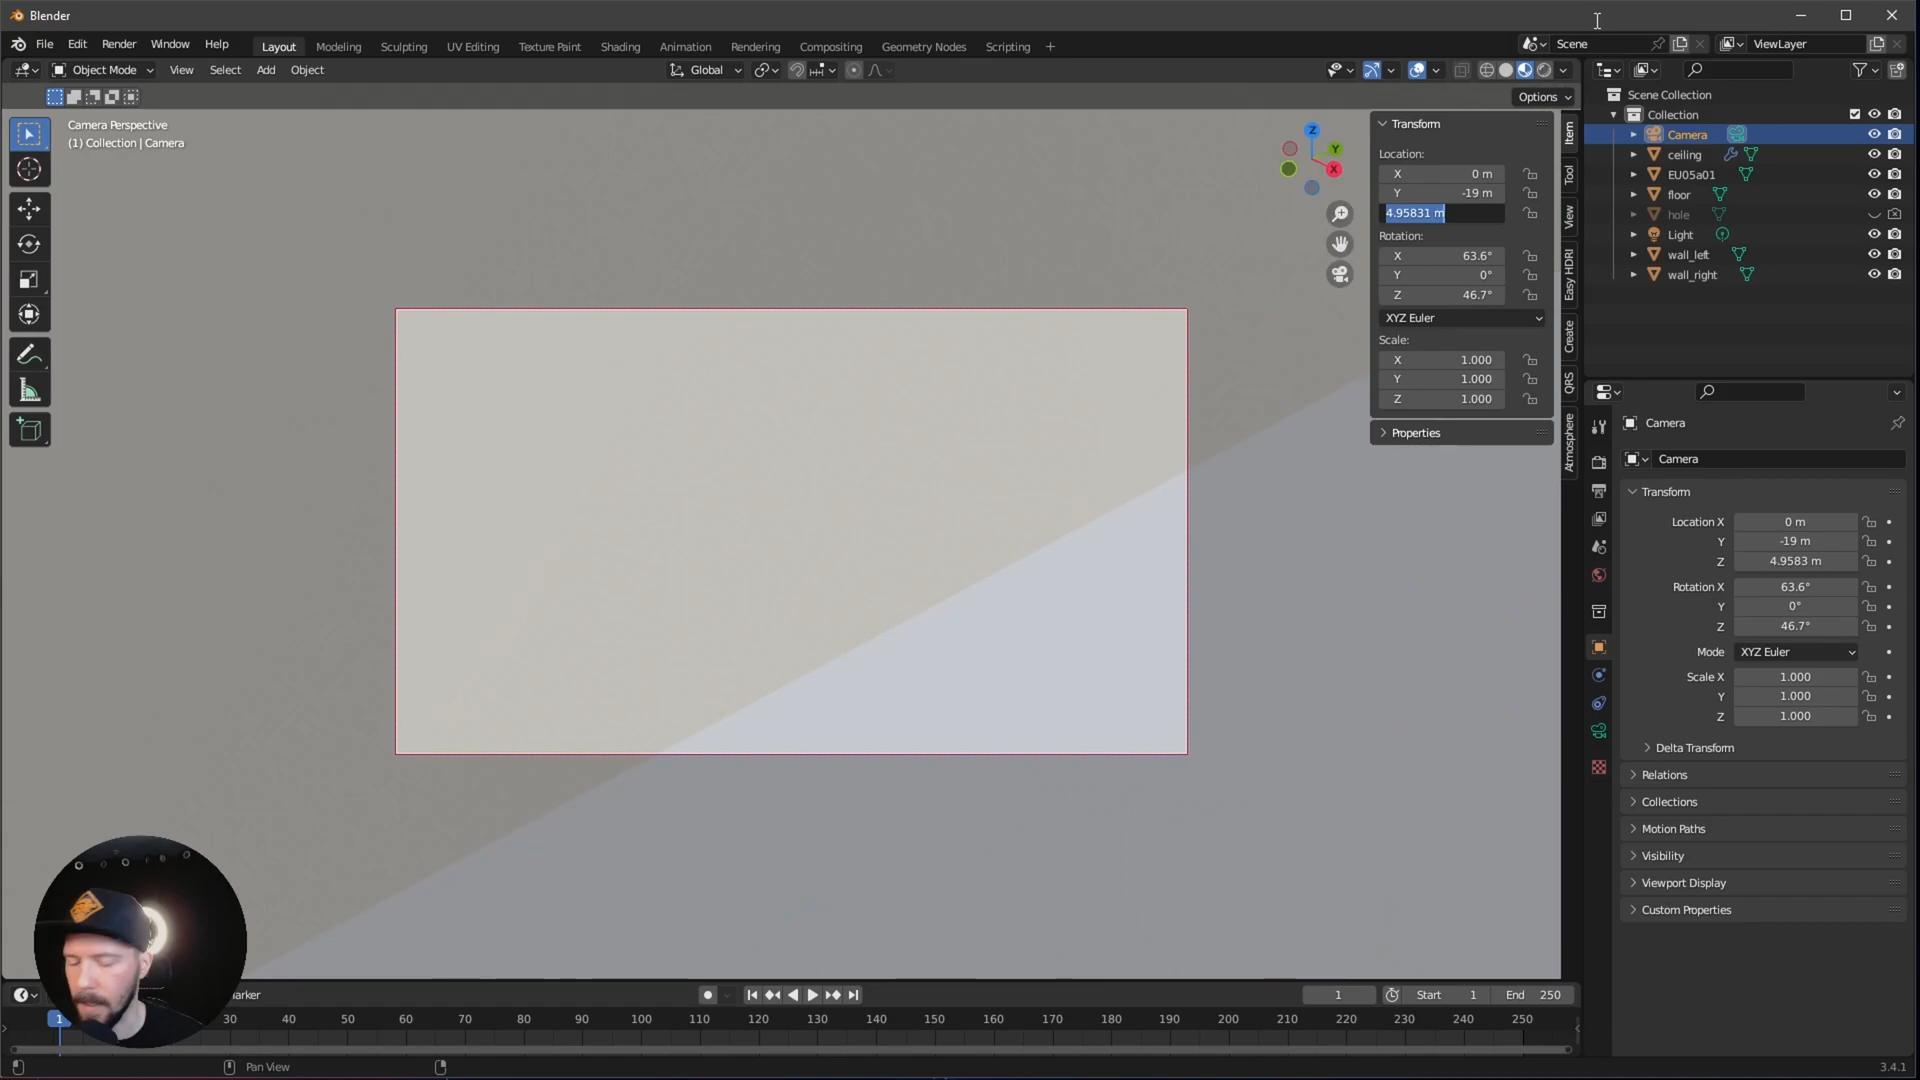 Blender
File Edit Render Window Help Layout Modeling Sculpting UV Editing Texture Paint Shading Animation Rendering Compositing Geometry Nodes Scripting + Scene ViewLayer
Object Mode View Select Add Object Global
Options
Camera Perspective
(1) Collection | Camera
Z
Y
X
Transform
Location:
X 0 m
Y -19 m
4.95831 m
Rotation:
X 63.6°
Y 0°
Z 46.7°
XYZ Euler
Scale:
X 1.000
Y 1.000
Z 1.000
Properties
Item
Tool
View
Easy HDRI
Create
QRS
Atmosphere
Scene Collection
Collection
Camera
ceiling
EU05a01
floor
hole
Light
wall_left
wall_right
Camera
Camera
Transform
Location X 0 m
Y -19 m
Z 4.9583 m
Rotation X 63.6°
Y 0°
Z 46.7°
Mode XYZ Euler
Scale X 1.000
Y 1.000
Z 1.000
Delta Transform
Relations
Collections
Motion Paths
Visibility
Viewport Display
Custom Properties
arker
1 Start 1 End 250
1 30 40 50 60 70 80 90 100 110 120 130 140 150 160 170 180 190 200 210 220 230 240 250
Pan View
3.4.1